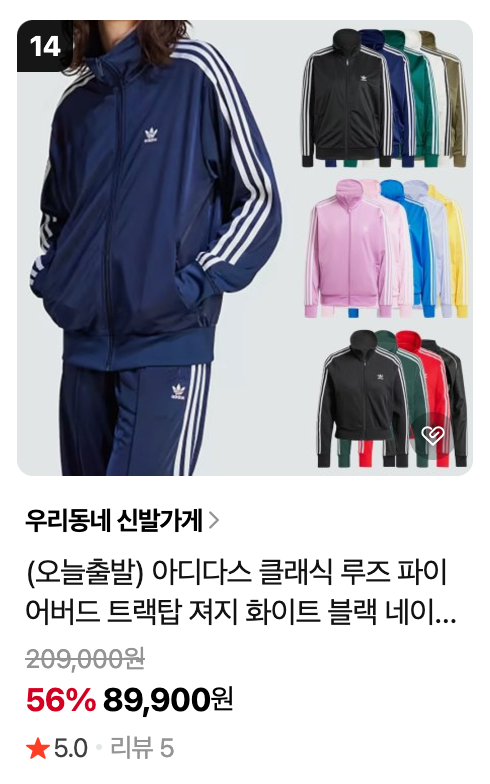 14
우리동네 신발가게
(오늘출발) 아디다스 클래식 루즈 파이
어버드 트랙탑 져지 화이트 블랙 네이...
209,000원
56% 89,900원
5.0 리뷰 5